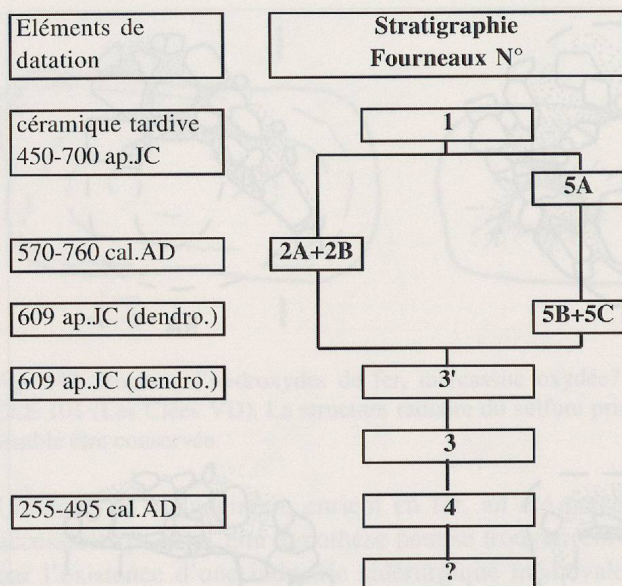 Eléments de
datation
Stratigraphie
Fourneaux N°
céramique tardive
450-700 ap.JC
1
5A
570-760 cal.AD
2A+2B
609 ap.JC (dendro.)
5B+5C
609 ap.JC (dendro.)
3'
3
255-495 cal.AD
4
?